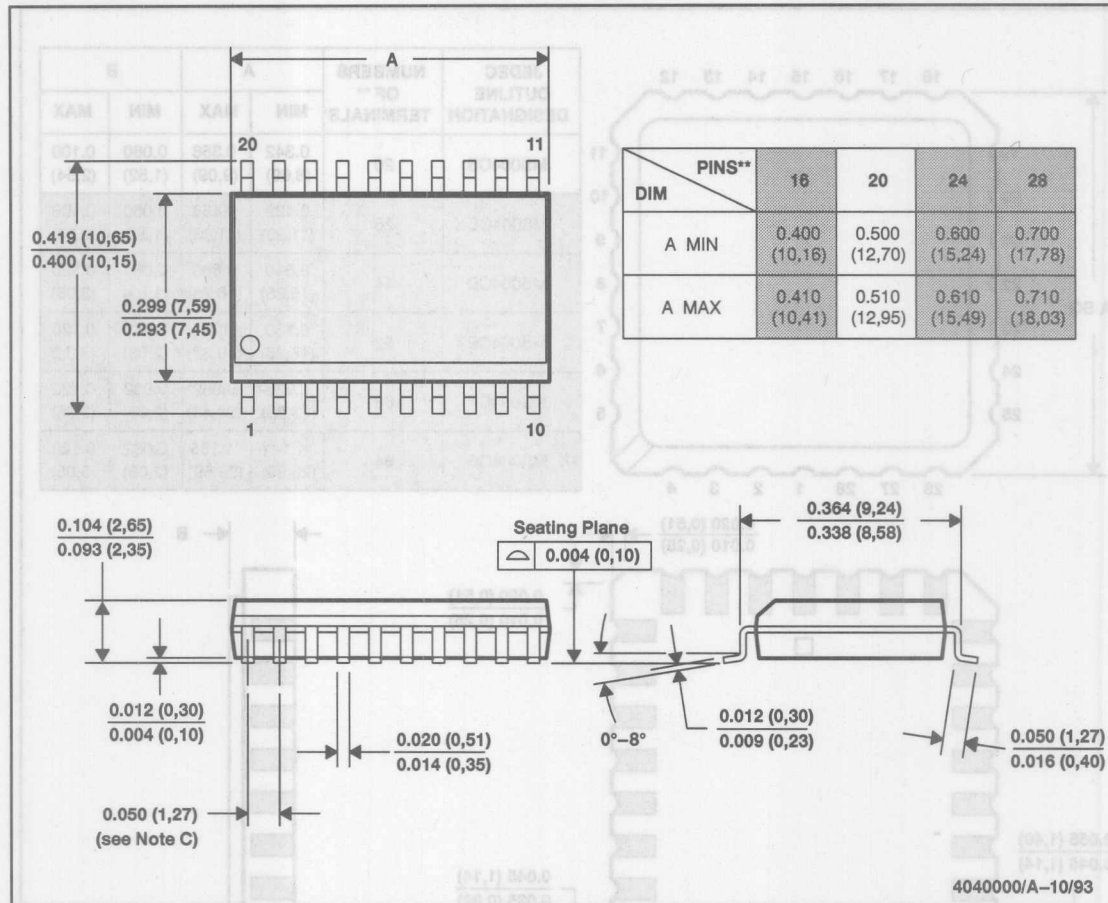 A
20 11
0.419 (10,65)
0.400 (10,15)
0.299 (7,59)
0.293 (7,45)
1 10
PINS** 16 20 24 28
DIM
A MIN 0.400 (10,16) 0.500 (12,70) 0.600 (15,24) 0.700 (17,78)
A MAX 0.410 (10,41) 0.510 (12,95) 0.610 (15,49) 0.710 (18,03)
0.104 (2,65)
0.093 (2,35)
Seating Plane
⌓ 0.004 (0,10)
0.364 (9,24)
0.338 (8,58)
0.012 (0,30)
0.004 (0,10)
0.020 (0,51)
0.014 (0,35)
0°–8°
0.012 (0,30)
0.009 (0,23)
0.050 (1,27)
0.016 (0,40)
0.050 (1,27)
(see Note C)
4040000/A–10/93